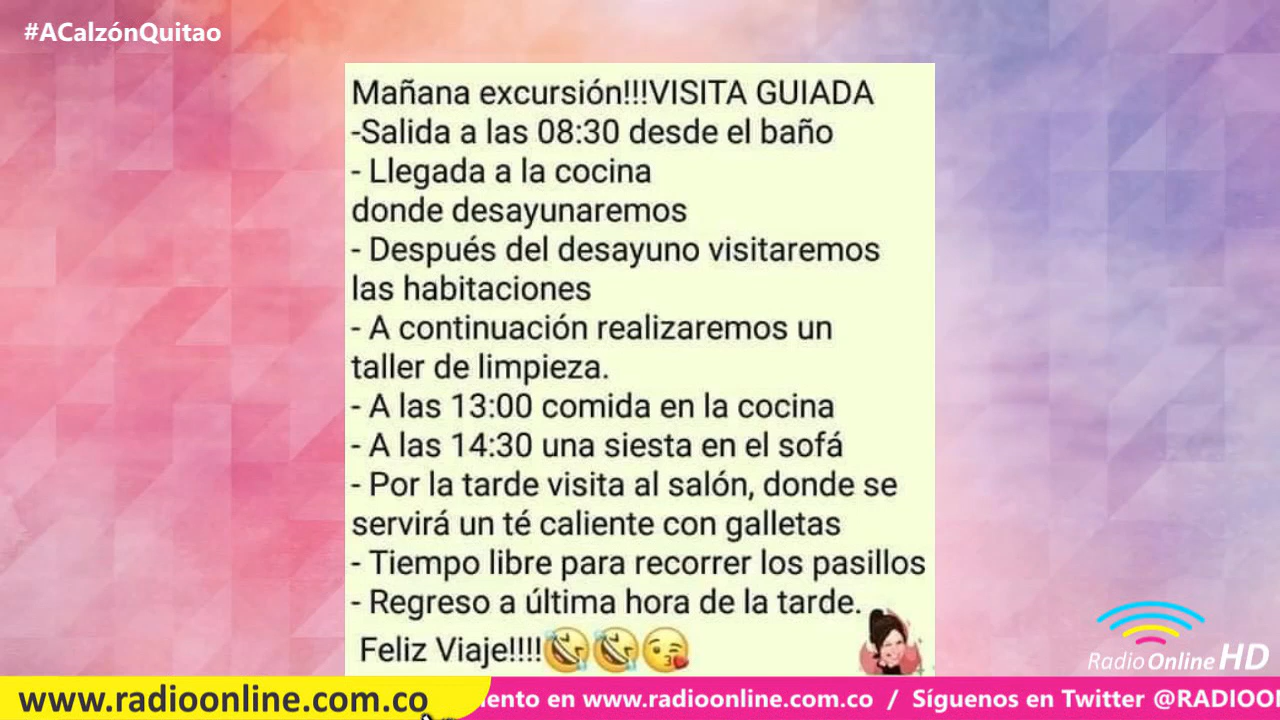 #ACalzónQuitao
Mañana excursión!!!VISITA GUIADA
-Salida a las 08:30 desde el baño
- Llegada a la cocina
donde desayunaremos
- Después del desayuno visitaremos
las habitaciones
- A continuación realizaremos un
taller de limpieza.
- A las 13:00 comida en la cocina
- A las 14:30 una siesta en el sofá
- Por la tarde visita al salón, donde se
servirá un té caliente con galletas
- Tiempo libre para recorrer los pasillos
- Regreso a última hora de la tarde.
Feliz Viaje!!!!🤣🤣😘
Radio Online HD
www.radioonline.com.co
en www.radioonline.com.co / Síguenos en Twitter